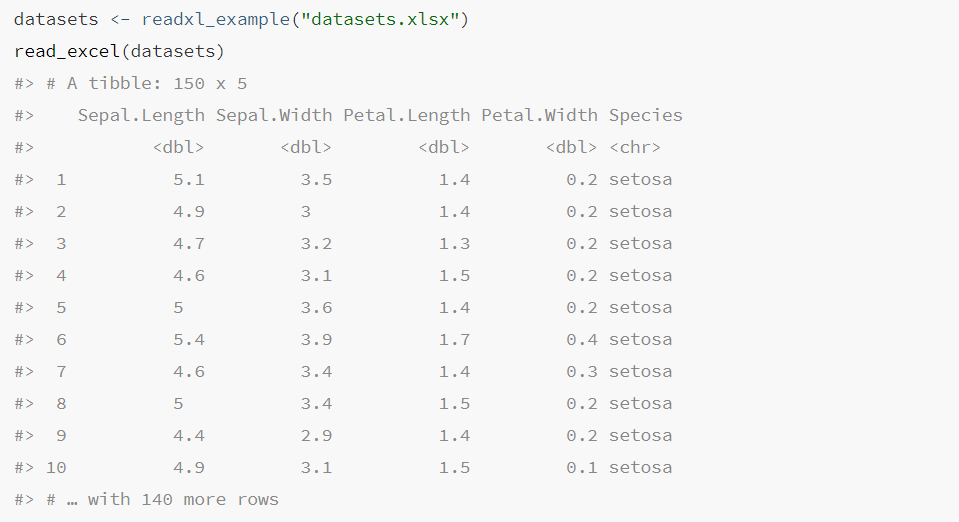 datasets <- readxl_example("datasets.xlsx")
read_excel(datasets)
#> # A tibble: 150 x 5
#>    Sepal.Length Sepal.Width Petal.Length Petal.Width Species
#>           <dbl>       <dbl>        <dbl>       <dbl> <chr>
#>  1          5.1         3.5          1.4         0.2 setosa
#>  2          4.9         3            1.4         0.2 setosa
#>  3          4.7         3.2          1.3         0.2 setosa
#>  4          4.6         3.1          1.5         0.2 setosa
#>  5          5           3.6          1.4         0.2 setosa
#>  6          5.4         3.9          1.7         0.4 setosa
#>  7          4.6         3.4          1.4         0.3 setosa
#>  8          5           3.4          1.5         0.2 setosa
#>  9          4.4         2.9          1.4         0.2 setosa
#> 10          4.9         3.1          1.5         0.1 setosa
#> # … with 140 more rows